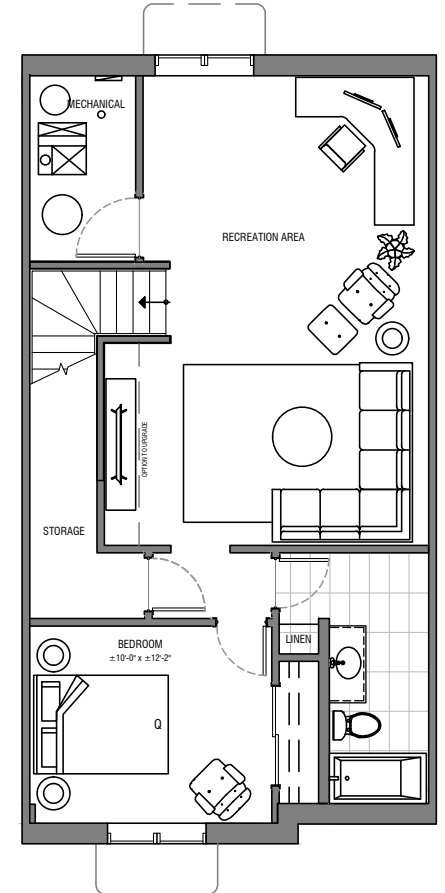 MECHANICAL
RECREATION AREA
OPTION TO UPGRADE
STORAGE
LINEN
BEDROOM
±10'-0" x ±12'-2"
Q